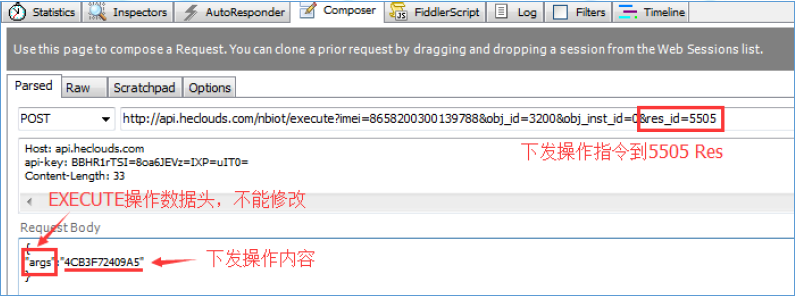 Statistics Inspectors AutoResponder Composer FiddlerScript Log Filters Timeline
Use this page to compose a Request. You can clone a prior request by dragging and dropping a session from the Web Sessions list.
Parsed Raw Scratchpad Options
POST http://api.heclouds.com/nbiot/execute?imei=8658200300139788&obj_id=3200&obj_inst_id=0&res_id=5505
下发操作指令到5505 Res
Host: api.heclouds.com
api-key: BBHR1rTSI=8oa6JEVz=IXP=uIT0=
Content-Length: 33
EXECUTE操作数据头，不能修改
Request Body
{
"args":"4CB3F72409A5"
下发操作内容
}